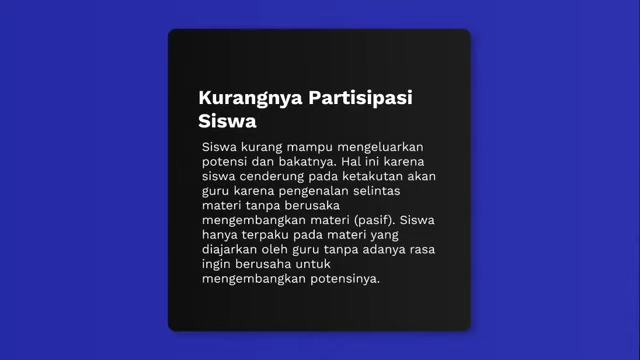 Kurangnya Partisipasi
Siswa
Siswa kurang mampu mengeluarkan
potensi dan bakatnya. Hal ini karena
siswa cenderung pada ketakutan akan
guru karena pengenalan selintas
materi tanpa berusaka
mengembangkan materi (pasif). Siswa
hanya terpaku pada materi yang
diajarkan oleh guru tanpa adanya rasa
ingin berusaha untuk
mengembangkan potensinya.